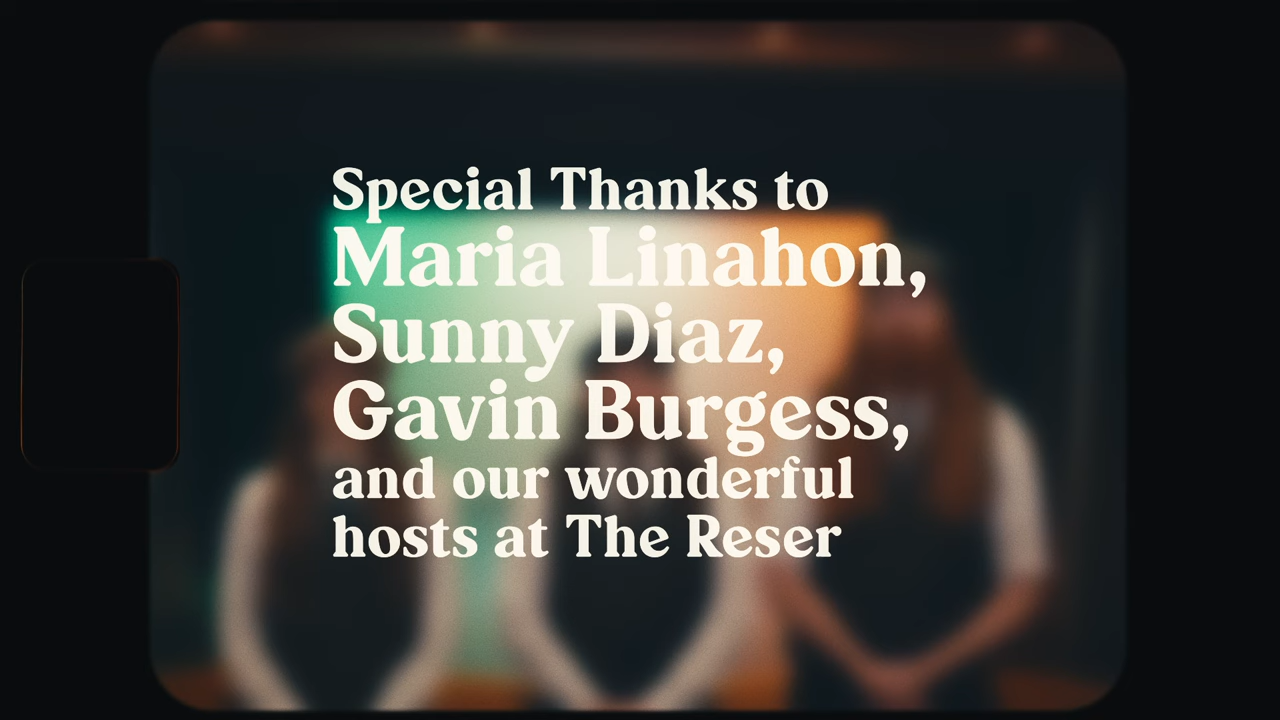 Special Thanks to
Maria Linahon,
Sunny Diaz,
Gavin Burgess,
and our wonderful
hosts at The Reser